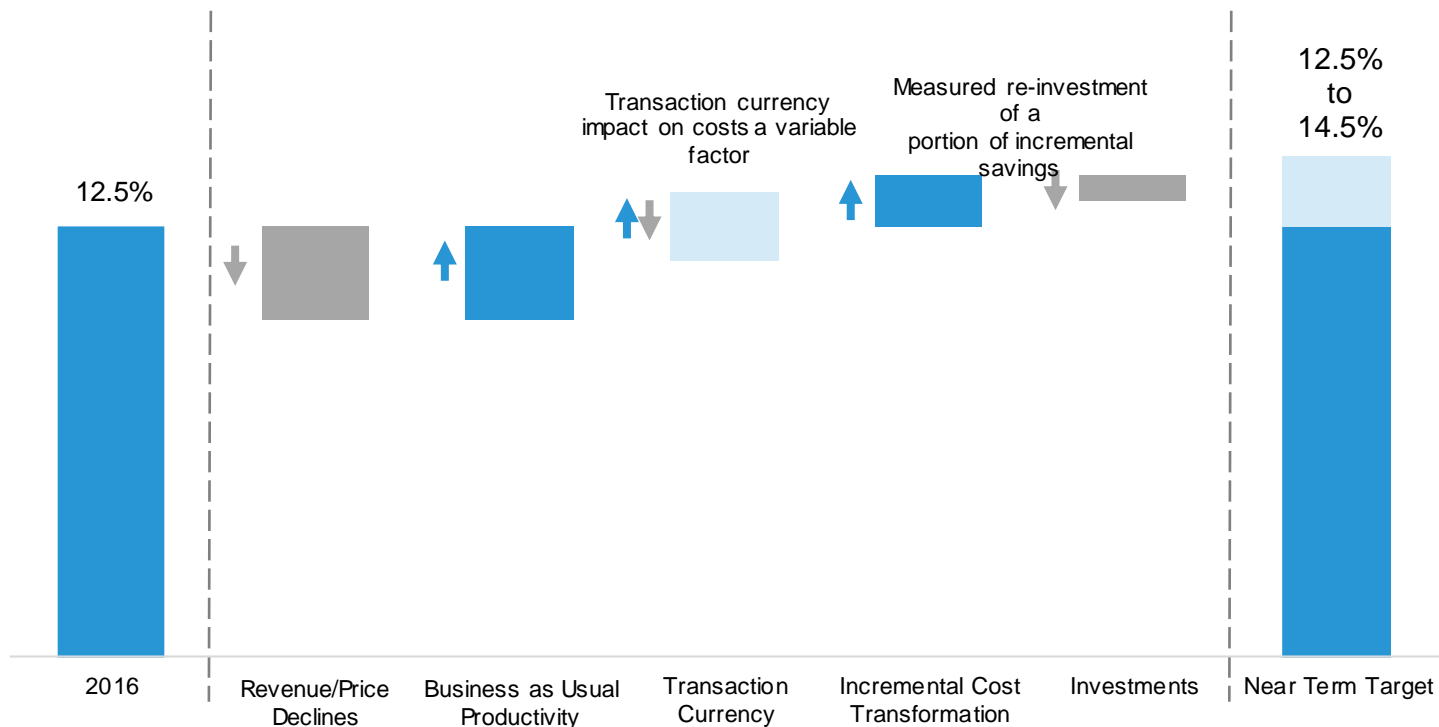 12.5%
Transaction currency
impact on costs a variable
factor
Measured re-investment
of a
portion of incremental
savings
12.5%
to
14.5%
2016
Revenue/Price
Declines
Business as Usual
Productivity
Transaction
Currency
Incremental Cost
Transformation
Investments
Near Term Target